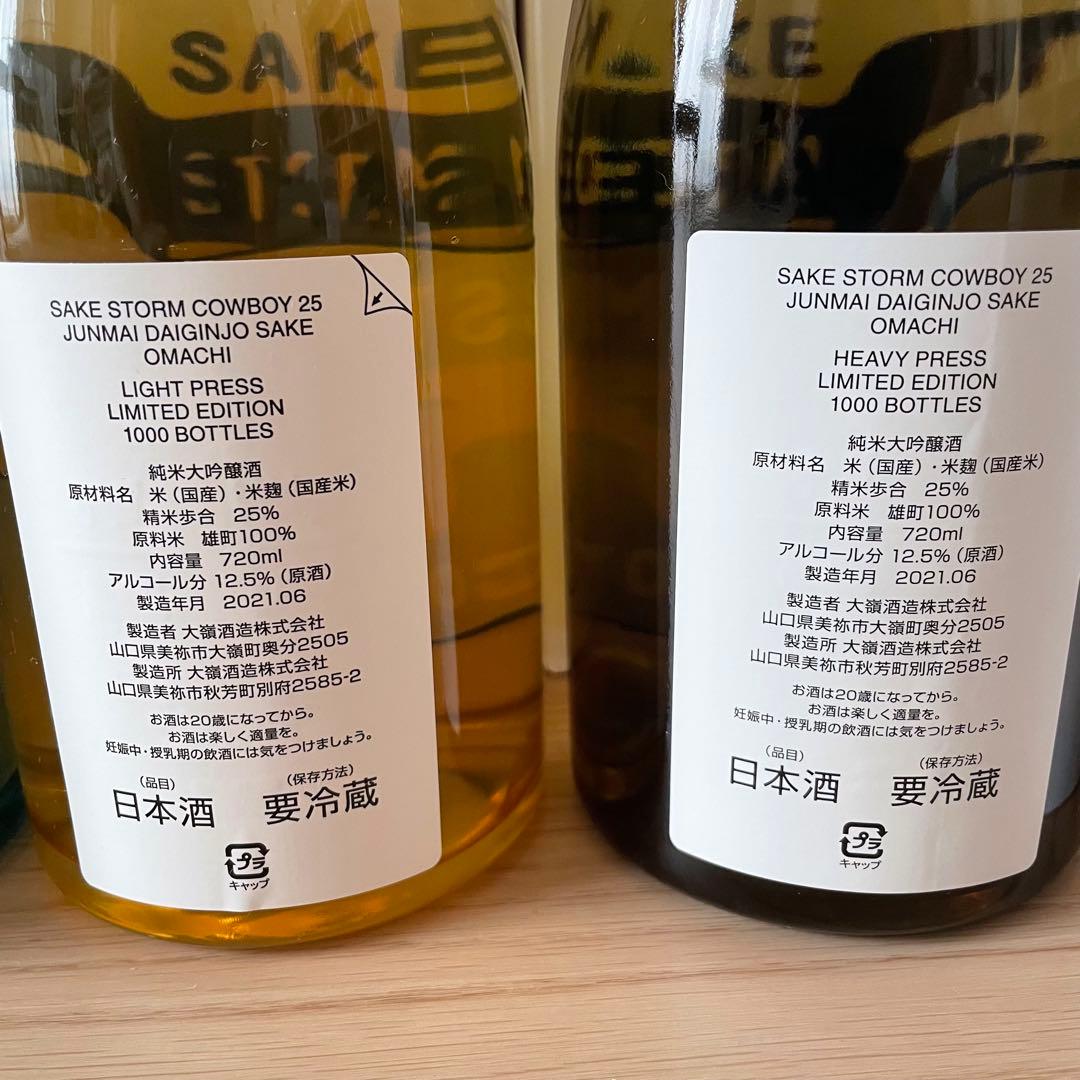 SAKE
SAKE STORM COWBOY 25
JUNMAI DAIGINJO SAKE
OMACHI
LIGHT PRESS
LIMITED EDITION
1000 BOTTLES
純米大吟醸酒
原材料名 米(国産)・米麹(国産米)
精米歩合 25%
原料米 雄町100%
内容量 720ml
アルコール分 12.5%(原酒)
製造年月 2021.06
製造者 大嶺酒造株式会社
山口県美祢市大嶺町奥分2505
製造所 大嶺酒造株式会社
山口県美祢市秋芳町別府2585-2
お酒は20歳になってから。
お酒は楽しく適量を。
妊娠中・授乳期の飲酒には気をつけましょう。
(品目) (保存方法)
日本酒 要冷蔵
プラ
キャップ
KE
SAKE STORM COWBOY 25
JUNMAI DAIGINJO SAKE
OMACHI
HEAVY PRESS
LIMITED EDITION
1000 BOTTLES
純米大吟醸酒
原材料名 米(国産)・米麹(国産米)
精米歩合 25%
原料米 雄町100%
内容量 720ml
アルコール分 12.5%(原酒)
製造年月 2021.06
製造者 大嶺酒造株式会社
山口県美祢市大嶺町奥分2505
製造所 大嶺酒造株式会社
山口県美祢市秋芳町別府2585-2
お酒は20歳になってから。
お酒は楽しく適量を。
妊娠中・授乳期の飲酒には気をつけましょう。
(品目) (保存方法)
日本酒 要冷蔵
プラ
キャップ